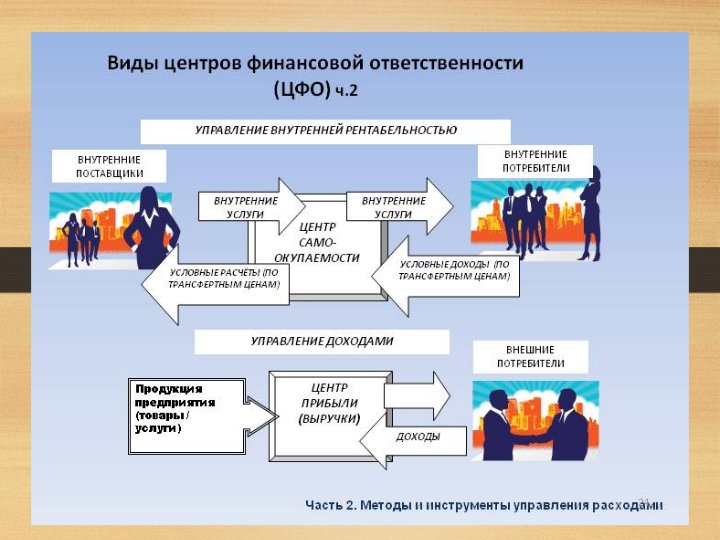 Виды центров финансовой ответственности
(ЦФО) ч.2
УПРАВЛЕНИЕ ВНУТРЕННЕЙ РЕНТАБЕЛЬНОСТЬЮ
ВНУТРЕННИЕ
ПОСТАВЩИКИ
ВНУТРЕННИЕ
ПОТРЕБИТЕЛИ
ВНУТРЕННИЕ
УСЛУГИ
ВНУТРЕННИЕ
УСЛУГИ
ЦЕНТР
САМО-
ОКУПАЕМОСТИ
УСЛОВНЫЕ РАСЧЁТЫ (ПО
ТРАНСФЕРТНЫМ ЦЕНАМ)
УСЛОВНЫЕ ДОХОДЫ (ПО
ТРАНСФЕРТНЫМ ЦЕНАМ)
УПРАВЛЕНИЕ ДОХОДАМИ
ВНЕШНИЕ
ПОТРЕБИТЕЛИ
Продукция
предприятия
(товары /
услуги)
ЦЕНТР
ПРИБЫЛИ
(ВЫРУЧКИ)
ДОХОДЫ
Часть 2. Методы и инструменты управления расходами
24